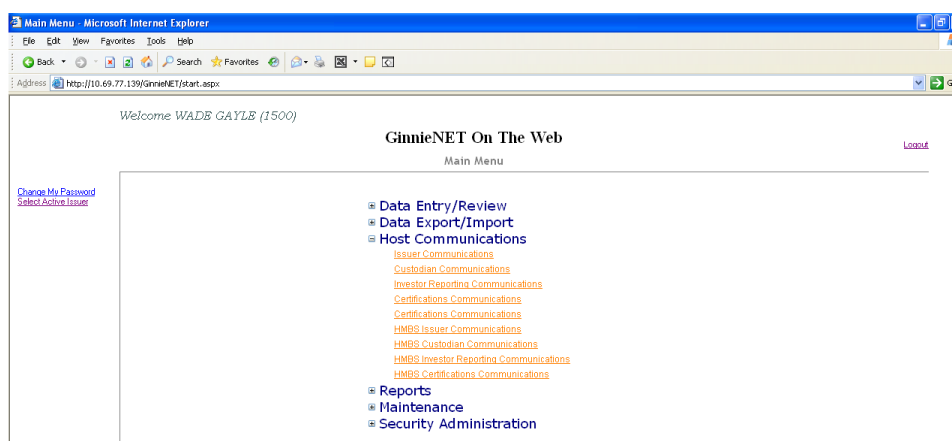 Main Menu - Microsoft Internet Explorer
File Edit View Favorites Tools Help
Back Search Favorites
Address http://10.69.77.139/GinnieNET/start.aspx G
Welcome WADE GAYLE (1500)
GinnieNET On The Web
Logout
Main Menu
Change My Password
Select Active Issuer
Data Entry/Review
Data Export/Import
Host Communications
Issuer Communications
Custodian Communications
Investor Reporting Communications
Certifications Communications
Certifications Communications
HMBS Issuer Communications
HMBS Custodian Communications
HMBS Investor Reporting Communications
HMBS Certifications Communications
Reports
Maintenance
Security Administration